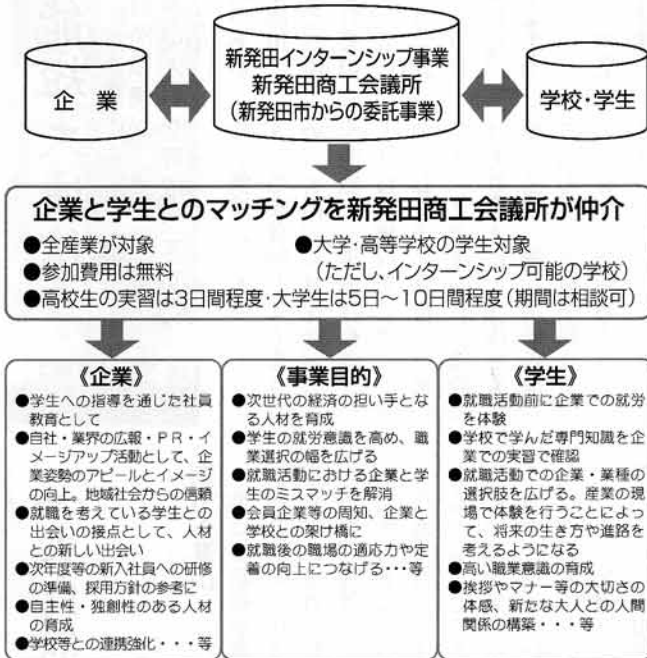 企業
新発田インターンシップ事業
新発田商工会議所
(新発田市からの委託事業)
学校・学生
企業と学生とのマッチングを新発田商工会議所が仲介
●全産業が対象
●大学・高等学校の学生対象
●参加費用は無料
(ただし、インターンシップ可能の学校)
●高校生の実習は3日間程度・大学生は5日〜10日間程度(期間は相談可)
《企業》
●学生への指導を通じた社員
教育として
●自社・業界の広報・PR・イ
メージアップ活動として、企
業姿勢のアピールとイメージ
の向上。地域社会からの信頼
●就職を考えている学生との
出会いの接点として、人材
との新しい出会い
●次年度等の新入社員への研修
の準備、採用方針の参考に
●自主性・独創性のある人材
の育成
●学校等との連携強化・・・等
《事業目的》
●次世代の経済の担い手とな
る人材を育成
●学生の就労意識を高め、職
業選択の幅を広げる
●就職活動における企業と学
生のミスマッチを解消
●会員企業等の周知、企業と
学校との架け橋に
●就職後の職場の適応力や定
着の向上につなげる・・・等
《学生》
●就職活動前に企業での就労
を体験
●学校で学んだ専門知識を企
業での実習で確認
●就職活動での企業・業種の
選択肢を広げる。産業の現
場で体験を行うことによっ
て、将来の生き方や進路を
考えるようになる
●高い職業意識の育成
●挨拶やマナー等の大切さの
体感、新たな大人との人間
関係の構築・・・等